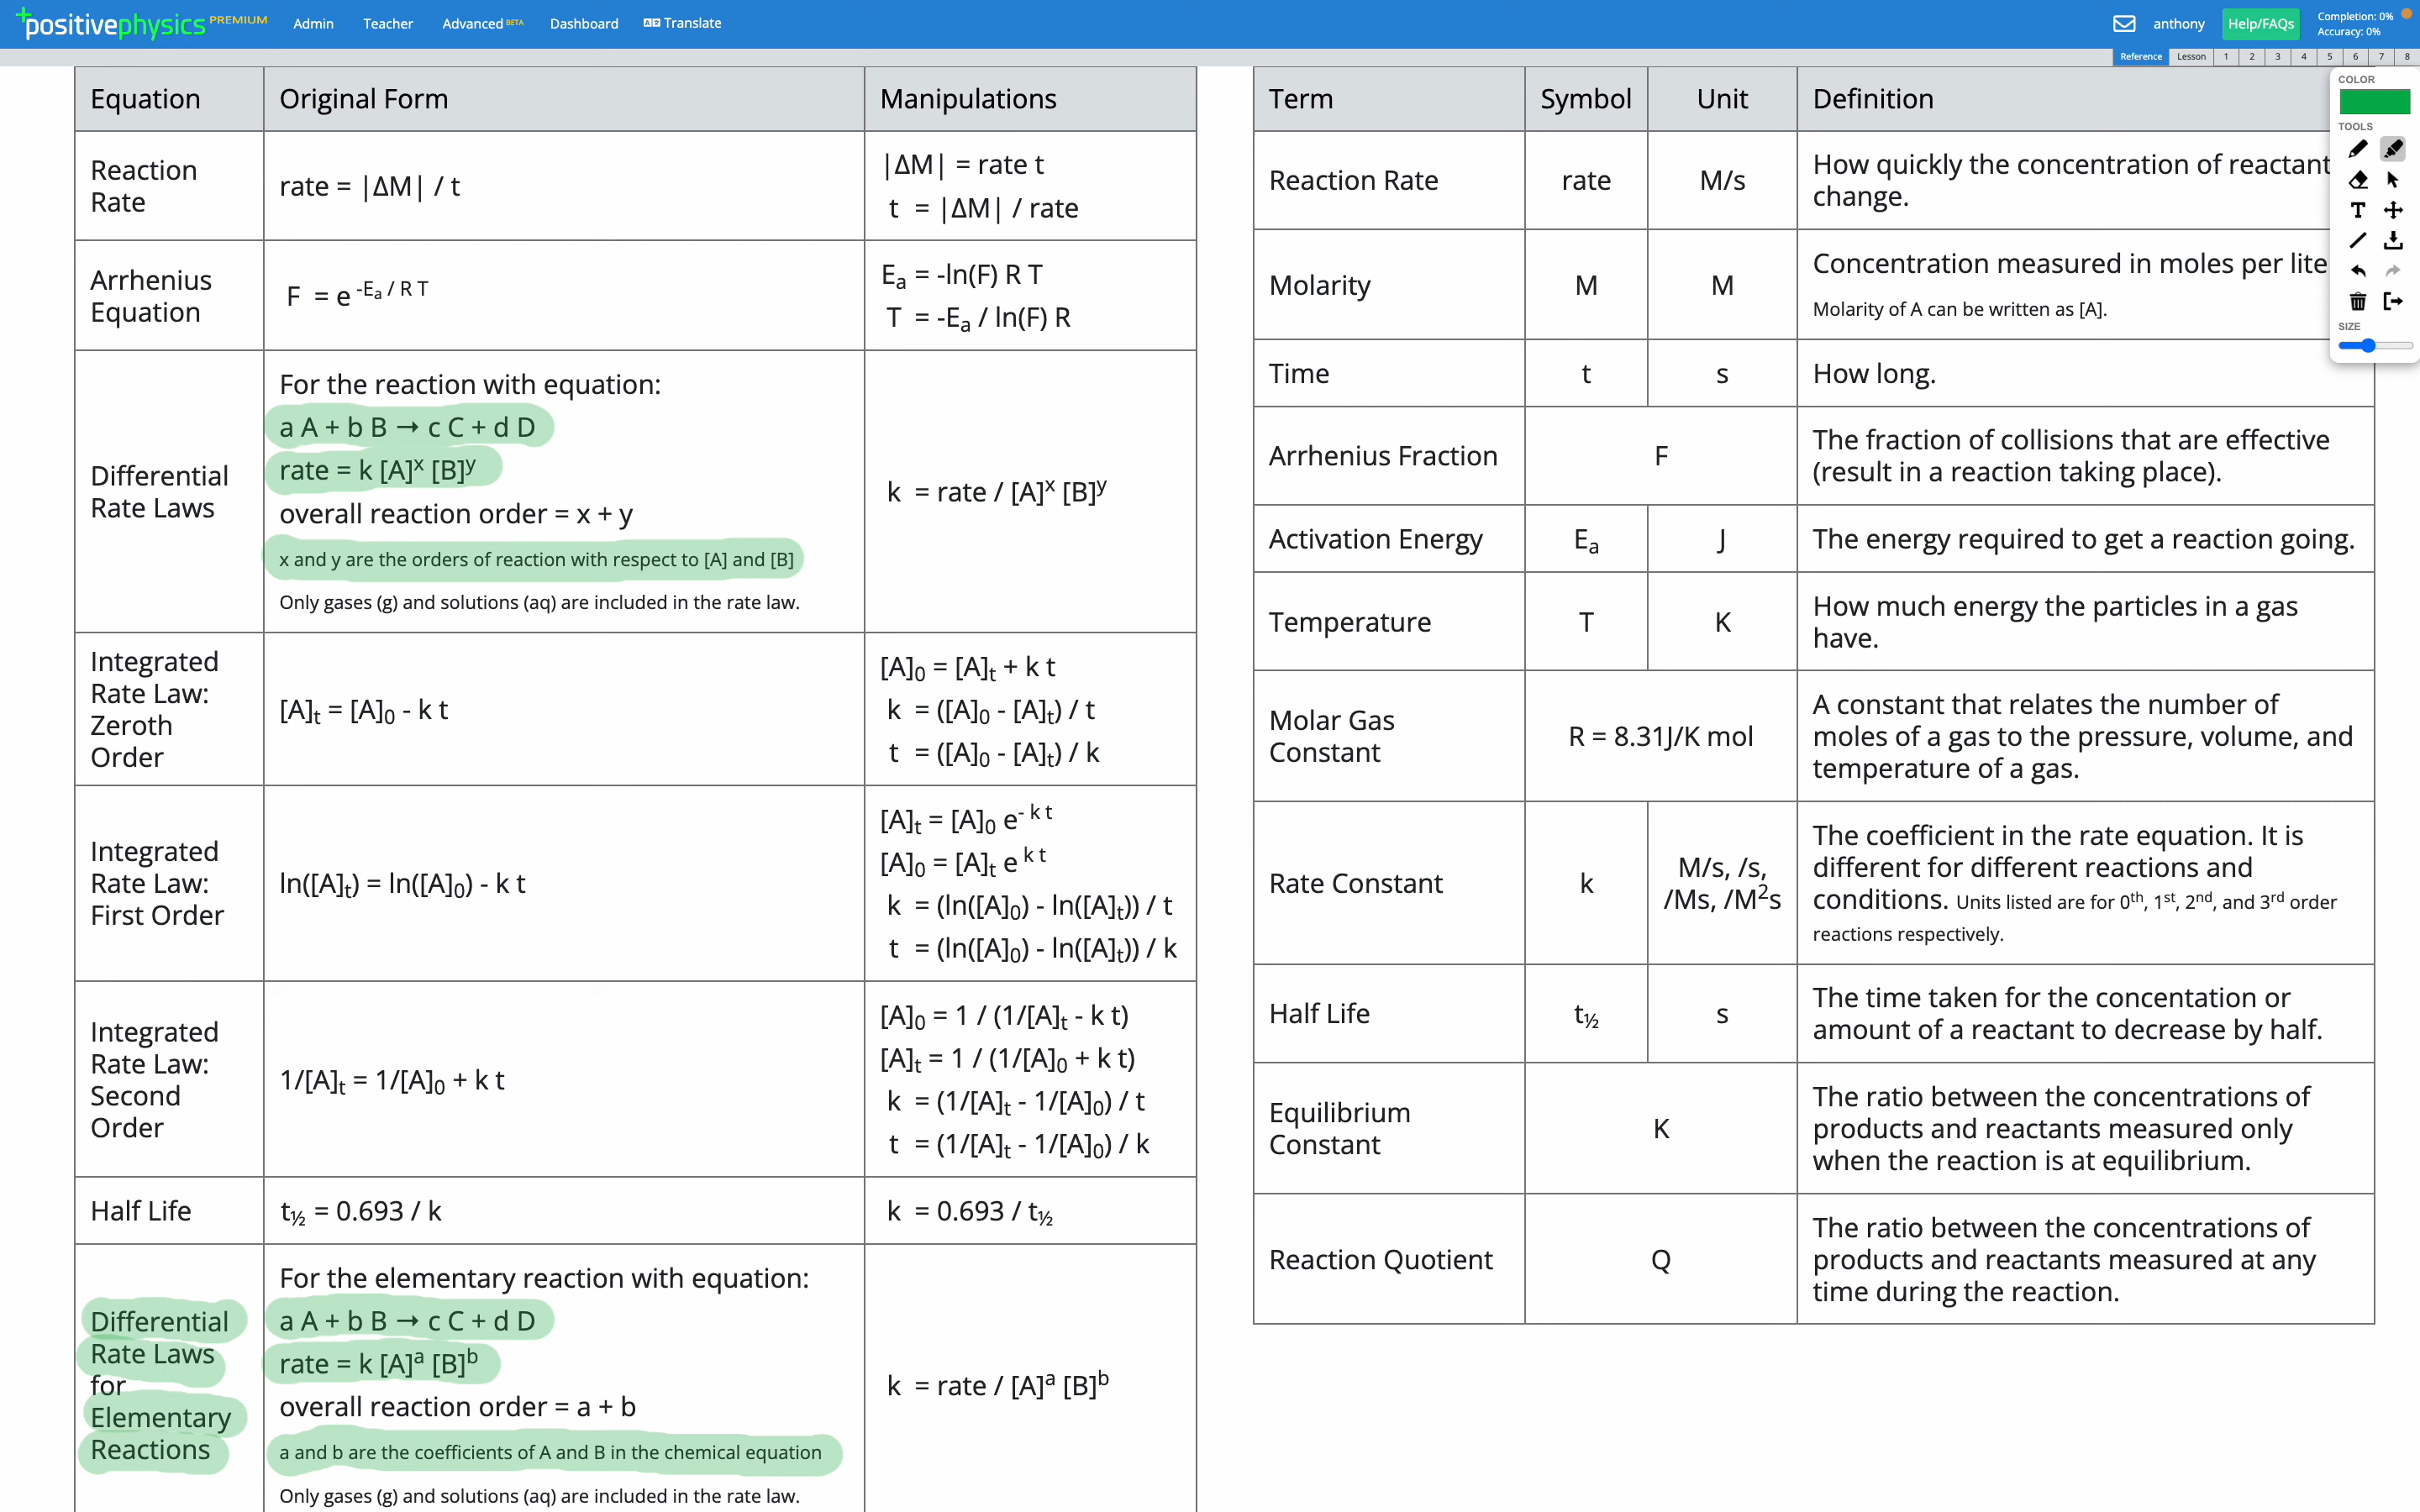 +positivephysics PREMIUM Admin Teacher Advanced BETA Dashboard Translate anthony Help/FAQs Completion: 0%
Accuracy: 0%
Reference Lesson 1 2 3 4 5 6 7 8
COLOR
TOOLS
T
SIZE
Equation Original Form Manipulations
Reaction
Rate
rate = |ΔM| / t
|ΔM| = rate t
t = |ΔM| / rate
Arrhenius
Equation
F = e^-Eₐ / R T
Eₐ = -ln(F) R T
T = -Eₐ / ln(F) R
Differential
Rate Laws
For the reaction with equation:
a A + b B → c C + d D
rate = k [A]ˣ [B]ʸ
overall reaction order = x + y
x and y are the orders of reaction with respect to [A] and [B]
Only gases (g) and solutions (aq) are included in the rate law.
k = rate / [A]ˣ [B]ʸ
Integrated
Rate Law:
Zeroth
Order
[A]ₜ = [A]₀ - k t
[A]₀ = [A]ₜ + k t
k = ([A]₀ - [A]ₜ) / t
t = ([A]₀ - [A]ₜ) / k
Integrated
Rate Law:
First Order
ln([A]ₜ) = ln([A]₀) - k t
[A]ₜ = [A]₀ e^- k t
[A]₀ = [A]ₜ e^k t
k = (ln([A]₀) - ln([A]ₜ)) / t
t = (ln([A]₀) - ln([A]ₜ)) / k
Integrated
Rate Law:
Second
Order
1/[A]ₜ = 1/[A]₀ + k t
[A]₀ = 1 / (1/[A]ₜ - k t)
[A]ₜ = 1 / (1/[A]₀ + k t)
k = (1/[A]ₜ - 1/[A]₀) / t
t = (1/[A]ₜ - 1/[A]₀) / k
Half Life
t½ = 0.693 / k
k = 0.693 / t½
Differential
Rate Laws
for
Elementary
Reactions
For the elementary reaction with equation:
a A + b B → c C + d D
rate = k [A]ᵃ [B]ᵇ
overall reaction order = a + b
a and b are the coefficients of A and B in the chemical equation
Only gases (g) and solutions (aq) are included in the rate law.
k = rate / [A]ᵃ [B]ᵇ
Term Symbol Unit Definition
Reaction Rate rate M/s
How quickly the concentration of reactant
change.
Molarity M M
Concentration measured in moles per lite
Molarity of A can be written as [A].
Time t s How long.
Arrhenius Fraction F
The fraction of collisions that are effective
(result in a reaction taking place).
Activation Energy Eₐ J The energy required to get a reaction going.
Temperature T K
How much energy the particles in a gas
have.
Molar Gas
Constant
R = 8.31J/K mol
A constant that relates the number of
moles of a gas to the pressure, volume, and
temperature of a gas.
Rate Constant k
M/s, /s,
/Ms, /M²s
The coefficient in the rate equation. It is
different for different reactions and
conditions. Units listed are for 0ᵗʰ, 1ˢᵗ, 2ⁿᵈ, and 3ʳᵈ order
reactions respectively.
Half Life t½ s
The time taken for the concentation or
amount of a reactant to decrease by half.
Equilibrium
Constant
K
The ratio between the concentrations of
products and reactants measured only
when the reaction is at equilibrium.
Reaction Quotient Q
The ratio between the concentrations of
products and reactants measured at any
time during the reaction.